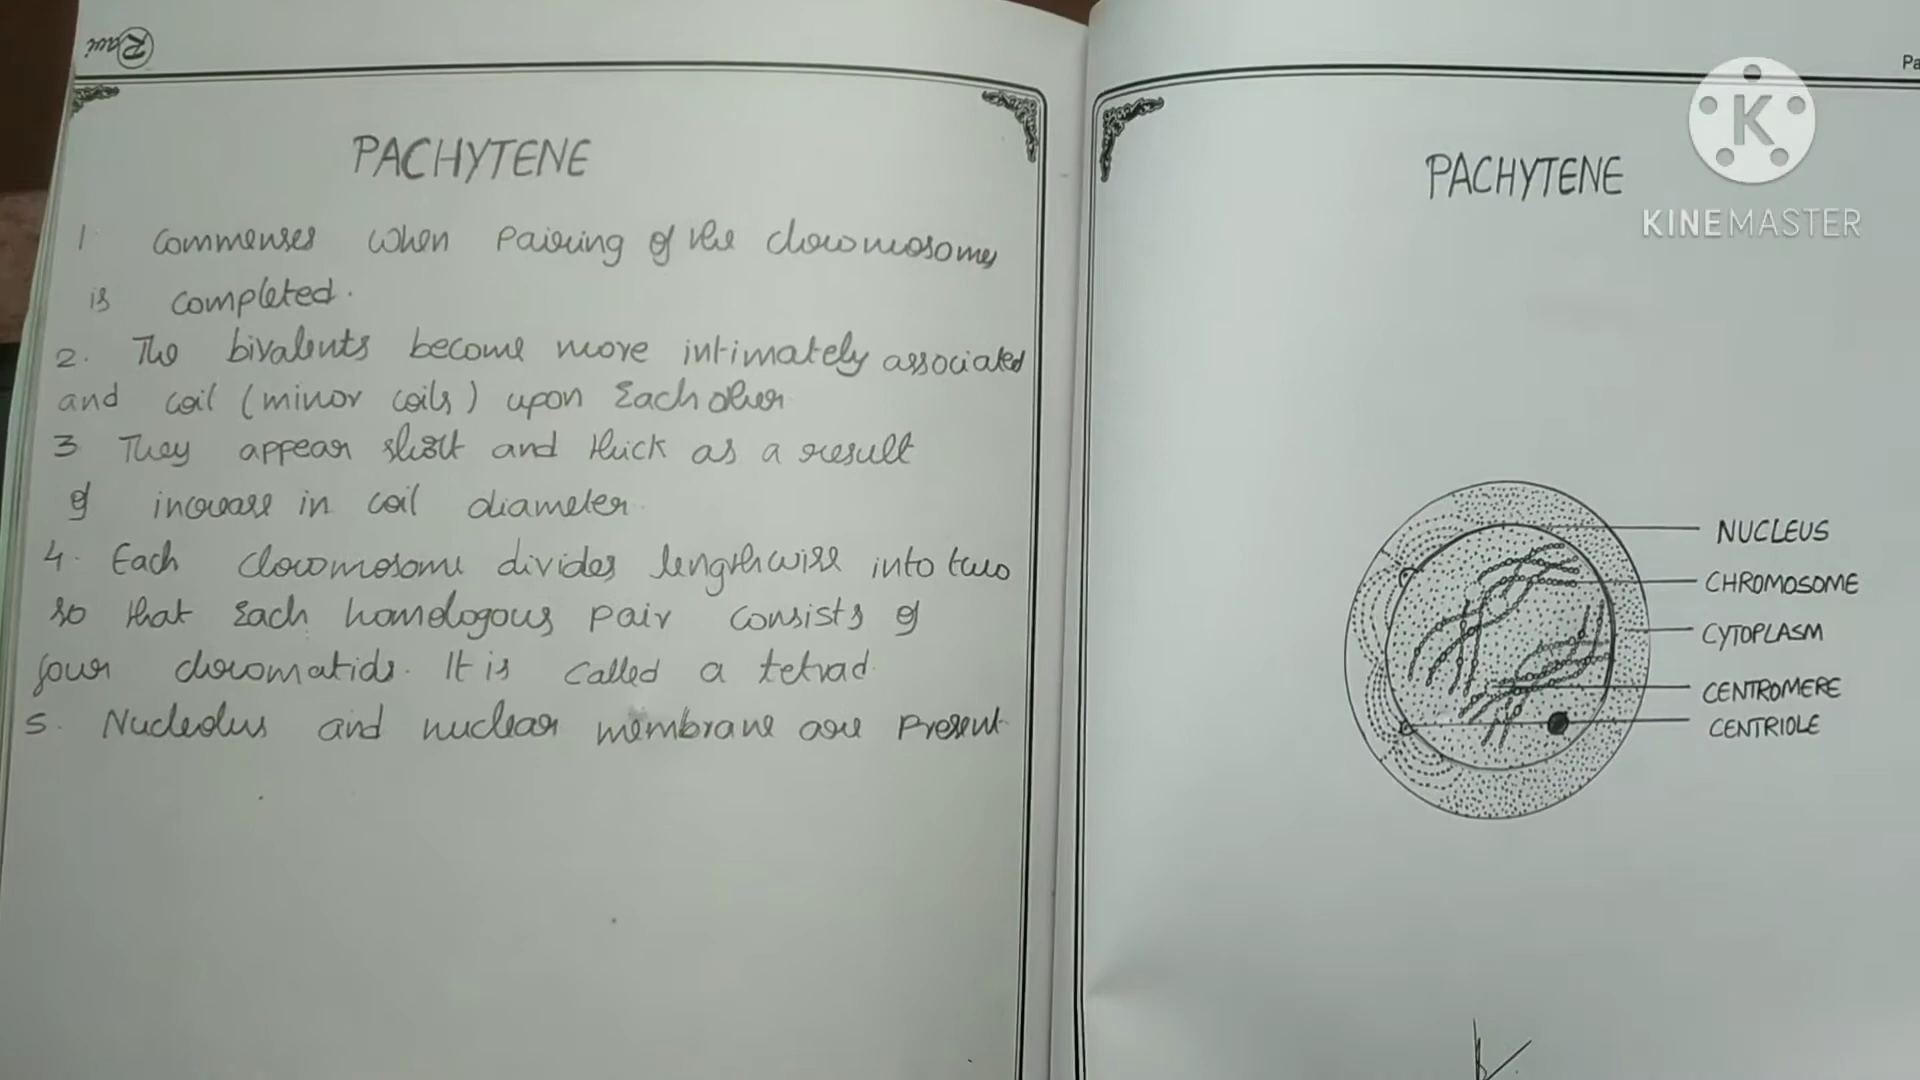 Ravi
PACHYTENE
1 Commenses when pairing of the chromosomes
is completed.
2. The bivalents become more intimately associated
and coil (minor coils) upon Each other
3 They appear short and thick as a result
of increase in coil diameter.
4. Each chromosome divides lengthwise into two
so that Each homologous pair consists of
four chromatids. It is called a tetrad.
5. Nucleolus and nuclear membrane are present
Pa
K
KINEMASTER
PACHYTENE
NUCLEUS
CHROMOSOME
CYTOPLASM
CENTROMERE
CENTRIOLE